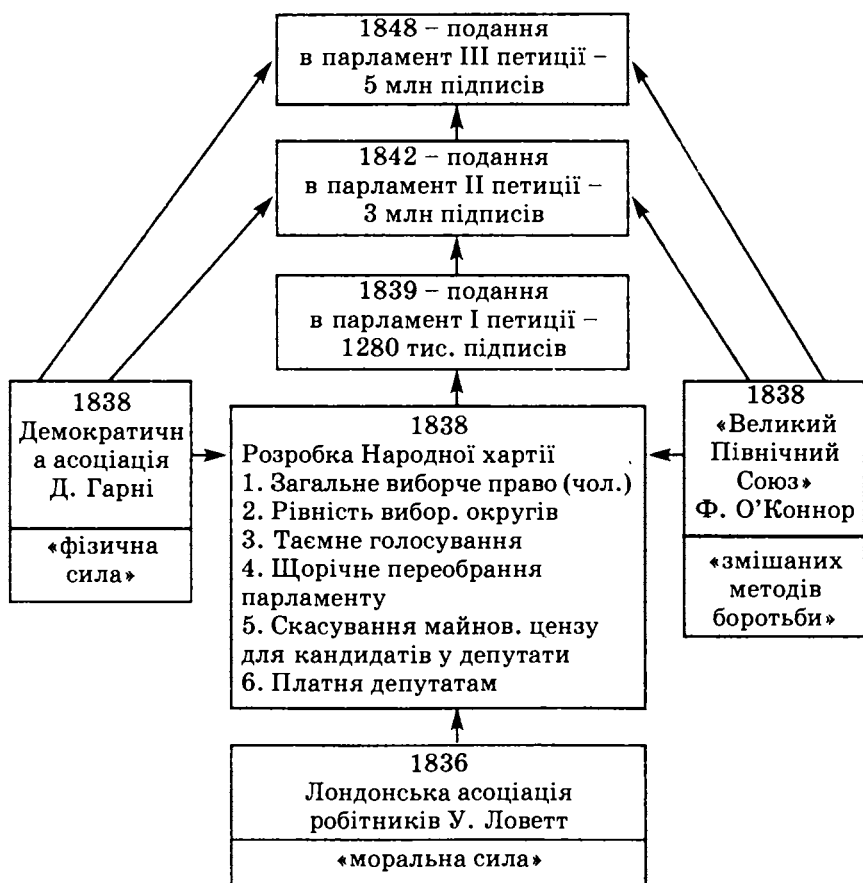 1848 – подання
в парламент III петиції –
5 млн підписів
1842 – подання
в парламент II петиції –
3 млн підписів
1839 – подання
в парламент I петиції –
1280 тис. підписів
1838
Демократичн
а асоціація
Д. Гарні
«фізична
сила»
1838
Розробка Народної хартії
1. Загальне виборче право (чол.)
2. Рівність вибор. округів
3. Таємне голосування
4. Щорічне переобрання
парламенту
5. Скасування майнов. цензу
для кандидатів у депутати
6. Платня депутатам
1838
«Великий
Північний
Союз»
Ф. О'Коннор
«змішаних
методів
боротьби»
1836
Лондонська асоціація
робітників У. Ловетт
«моральна сила»